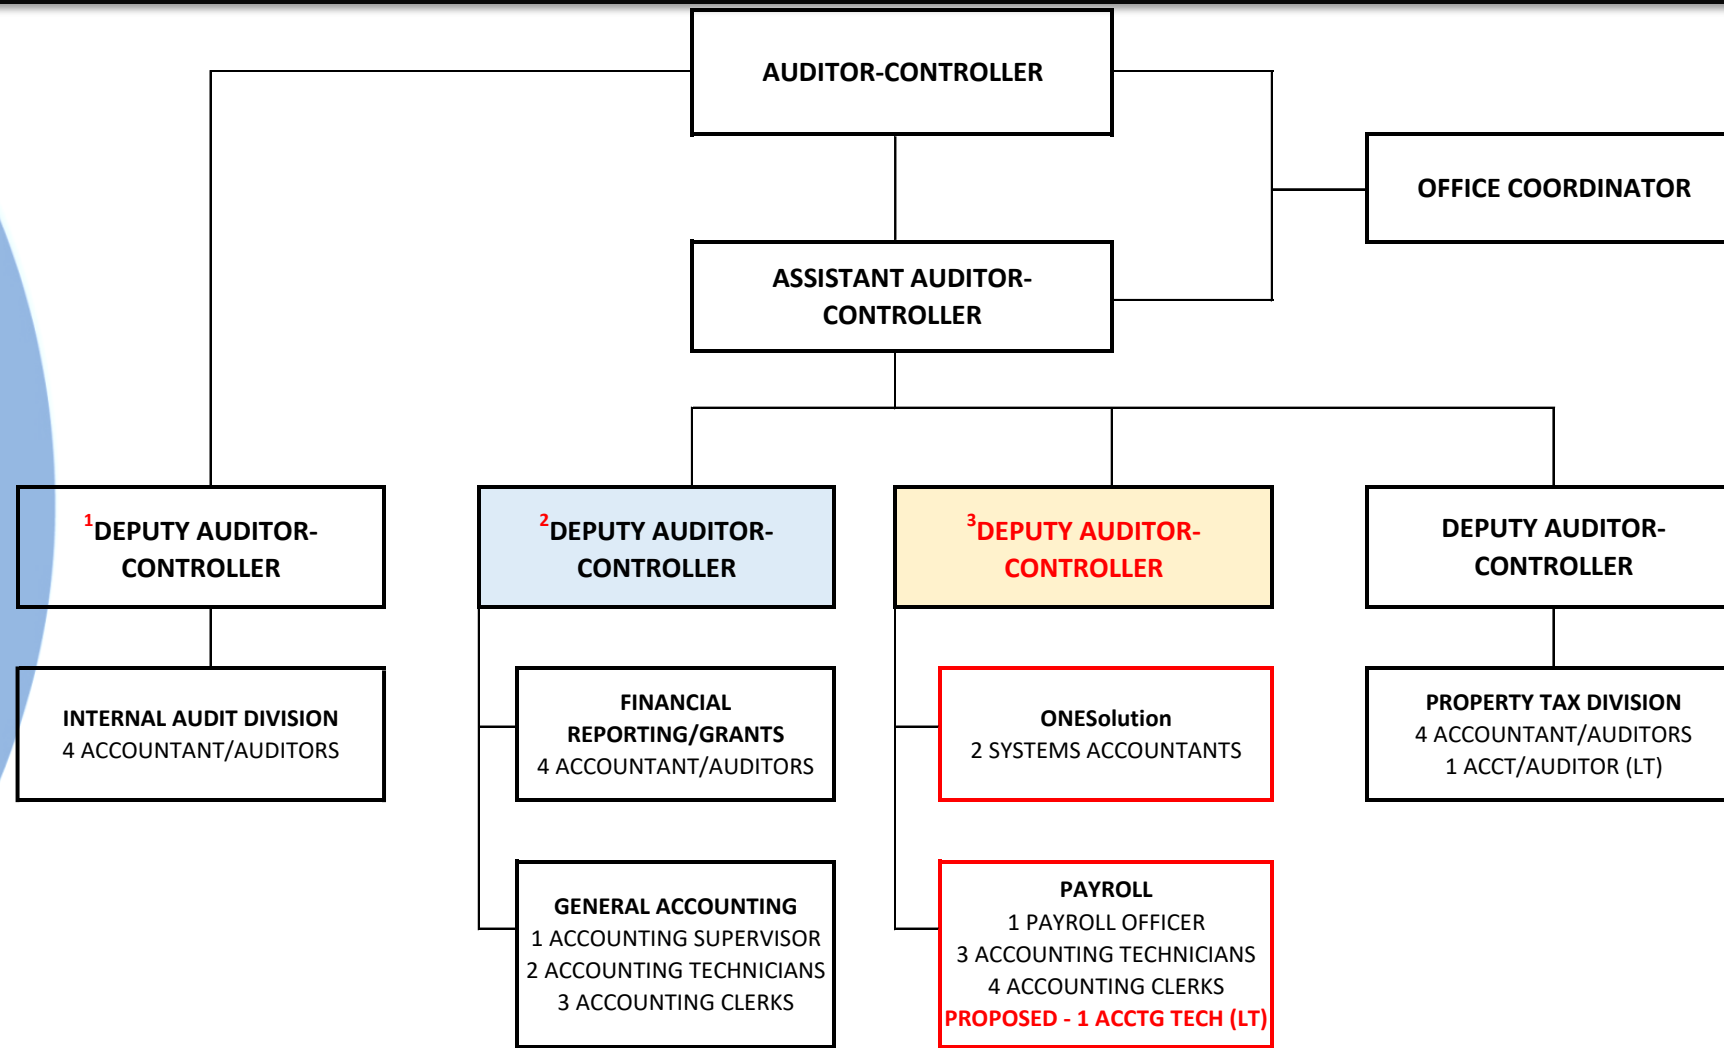 AUDITOR-CONTROLLER
OFFICE COORDINATOR
ASSISTANT AUDITOR-
CONTROLLER
1DEPUTY AUDITOR-
CONTROLLER
2DEPUTY AUDITOR-
CONTROLLER
3DEPUTY AUDITOR-
CONTROLLER
DEPUTY AUDITOR-
CONTROLLER
INTERNAL AUDIT DIVISION
4 ACCOUNTANT/AUDITORS
FINANCIAL
REPORTING/GRANTS
4 ACCOUNTANT/AUDITORS
ONESolution
2 SYSTEMS ACCOUNTANTS
PROPERTY TAX DIVISION
4 ACCOUNTANT/AUDITORS
1 ACCT/AUDITOR (LT)
GENERAL ACCOUNTING
1 ACCOUNTING SUPERVISOR
2 ACCOUNTING TECHNICIANS
3 ACCOUNTING CLERKS
PAYROLL
1 PAYROLL OFFICER
3 ACCOUNTING TECHNICIANS
4 ACCOUNTING CLERKS
PROPOSED - 1 ACCTG TECH (LT)